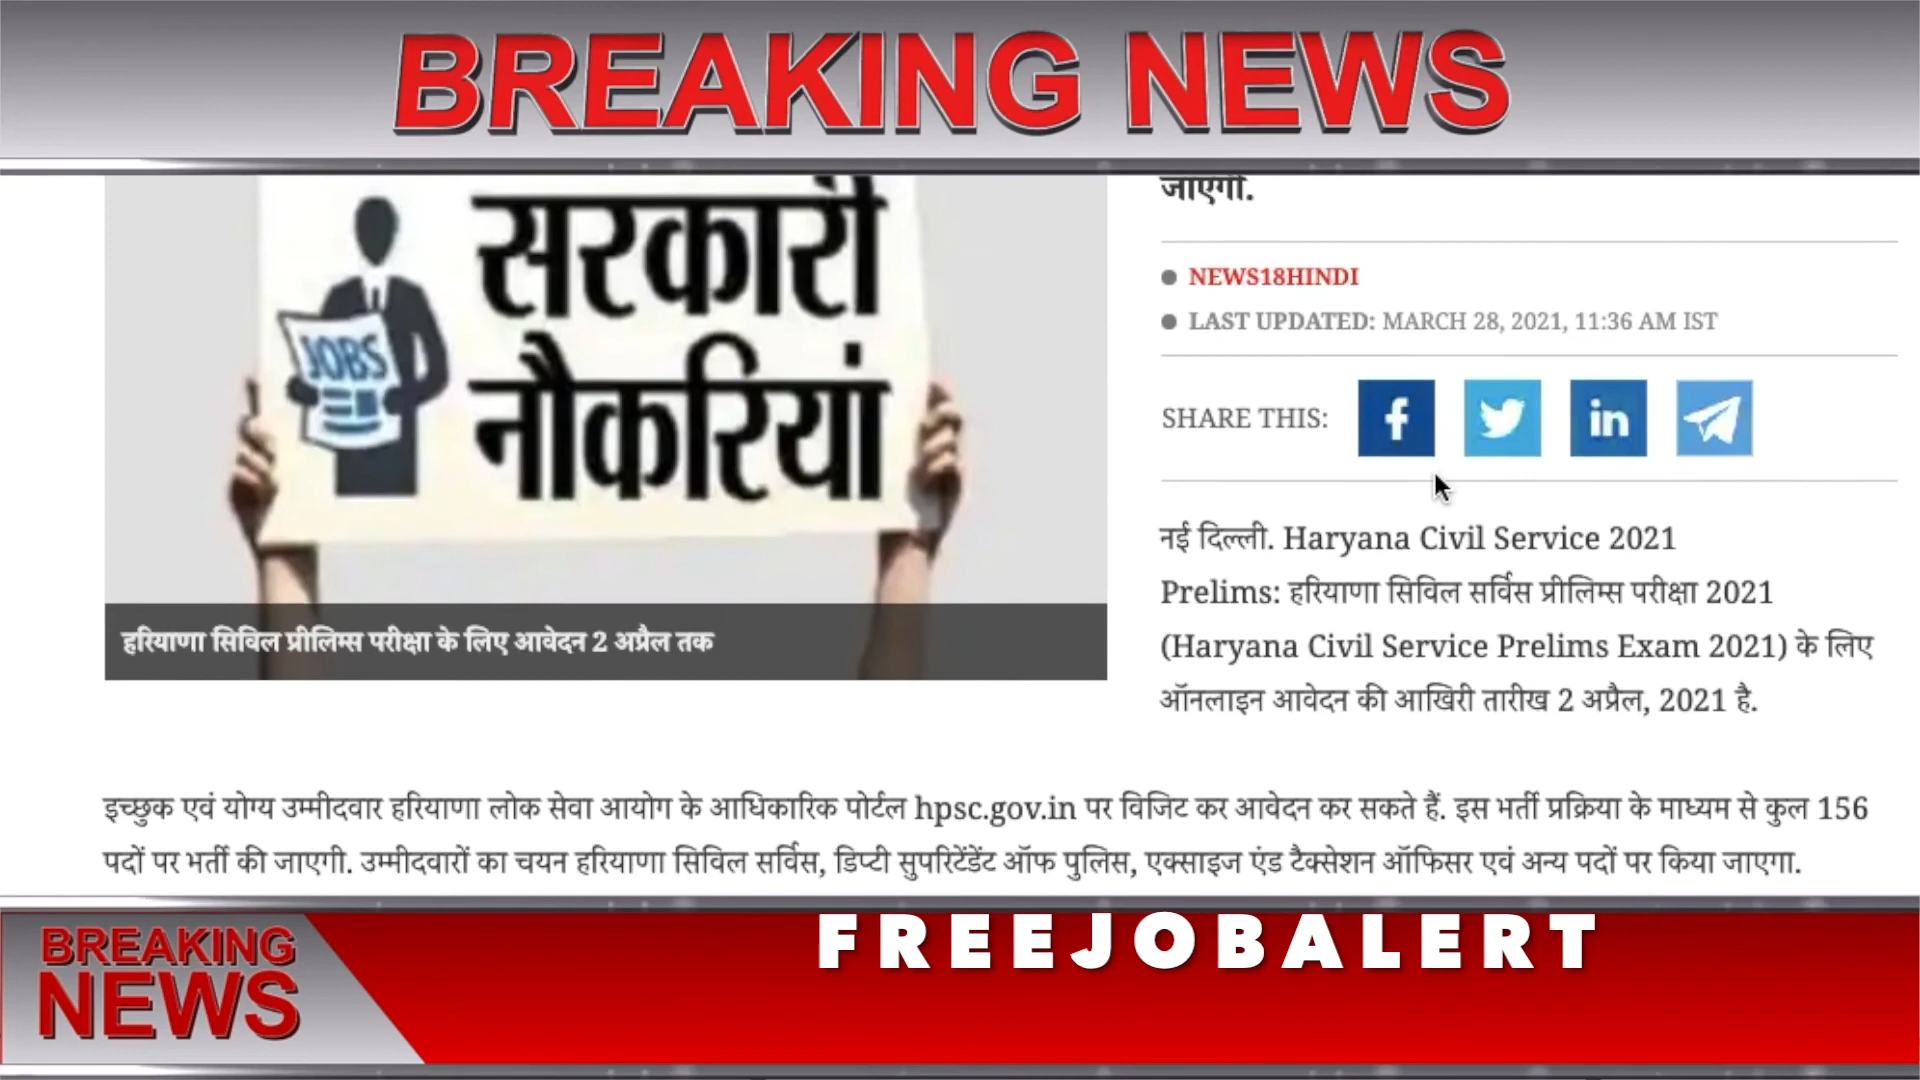 BREAKING NEWS
सरकारी
नौकरियां
JOBS
हरियाणा सिविल प्रीलिम्स परीक्षा के लिए आवेदन 2 अप्रैल तक
जाएगी.
NEWS18HINDI
LAST UPDATED: MARCH 28, 2021, 11:36 AM IST
SHARE THIS:
नई दिल्ली. Haryana Civil Service 2021
Prelims: हरियाणा सिविल सर्विस प्रीलिम्स परीक्षा 2021
(Haryana Civil Service Prelims Exam 2021) के लिए
ऑनलाइन आवेदन की आखिरी तारीख 2 अप्रैल, 2021 है.
इच्छुक एवं योग्य उम्मीदवार हरियाणा लोक सेवा आयोग के आधिकारिक पोर्टल hpsc.gov.in पर विजिट कर आवेदन कर सकते हैं. इस भर्ती प्रक्रिया के माध्यम से कुल 156
पदों पर भर्ती की जाएगी. उम्मीदवारों का चयन हरियाणा सिविल सर्विस, डिप्टी सुपरिटेंडेंट ऑफ पुलिस, एक्साइज एंड टैक्सेशन ऑफिसर एवं अन्य पदों पर किया जाएगा.
FREEJOBALERT
BREAKING
NEWS